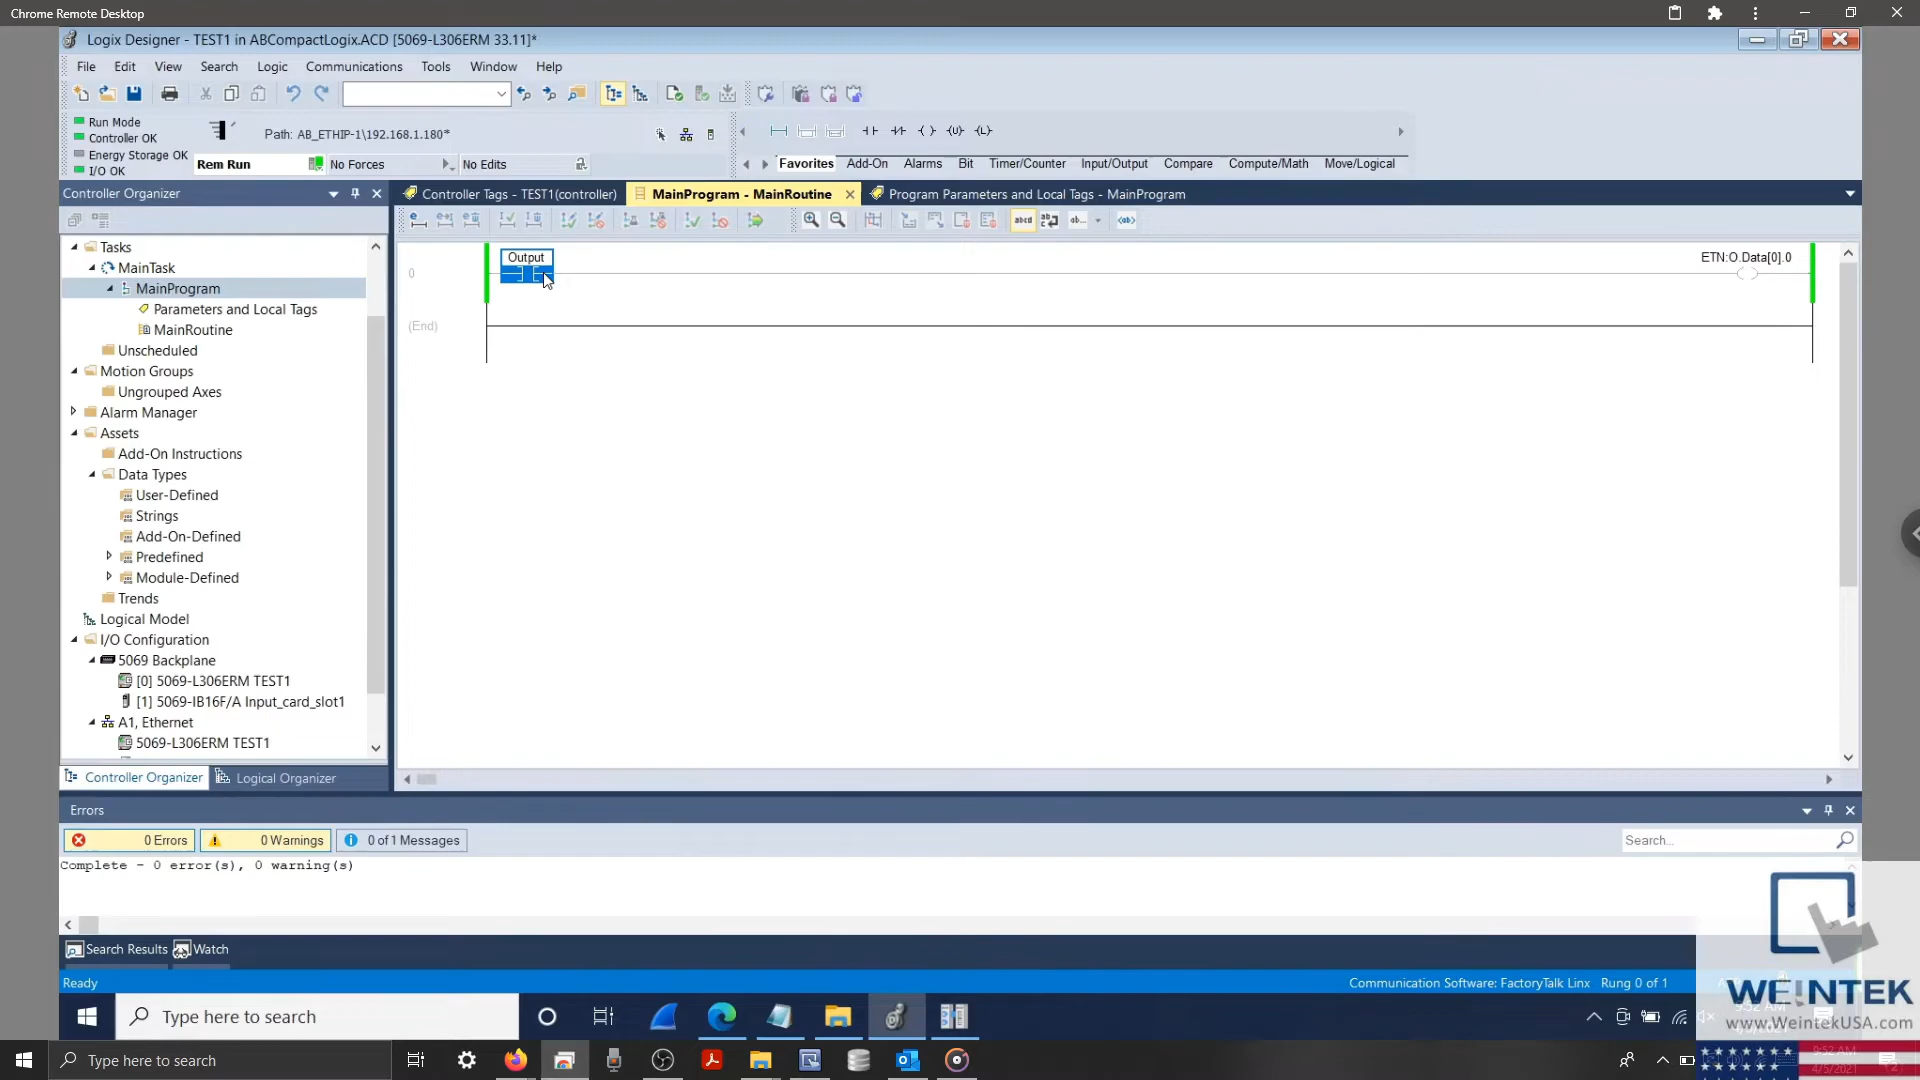 Chrome Remote Desktop
Logix Designer - TEST1 in ABCompactLogix.ACD [5069-L306ERM 33.11]*
File Edit View Search Logic Communications Tools Window Help
Run Mode
Controller OK
Energy Storage OK
I/O OK
Path: AB_ETHIP-1\192.168.1.180*
Rem Run No Forces No Edits
Favorites Add-On Alarms Bit Timer/Counter Input/Output Compare Compute/Math Move/Logical
Controller Organizer
Controller Tags - TEST1(controller) MainProgram - MainRoutine Program Parameters and Local Tags - MainProgram
Tasks
MainTask
MainProgram
Parameters and Local Tags
MainRoutine
Unscheduled
Motion Groups
Ungrouped Axes
Alarm Manager
Assets
Add-On Instructions
Data Types
User-Defined
Strings
Add-On-Defined
Predefined
Module-Defined
Trends
Logical Model
I/O Configuration
5069 Backplane
[0] 5069-L306ERM TEST1
[1] 5069-IB16F/A Input_card_slot1
A1, Ethernet
5069-L306ERM TEST1
Controller Organizer Logical Organizer
Output ETN:O.Data[0].0
0
(End)
Errors
0 Errors 0 Warnings 0 of 1 Messages Search...
Complete - 0 error(s), 0 warning(s)
Search Results Watch
Ready Communication Software: FactoryTalk Linx Rung 0 of 1
Type here to search
WEINTEK
www.WeintekUSA.com
Type here to search
9:52 AM
4/5/2021